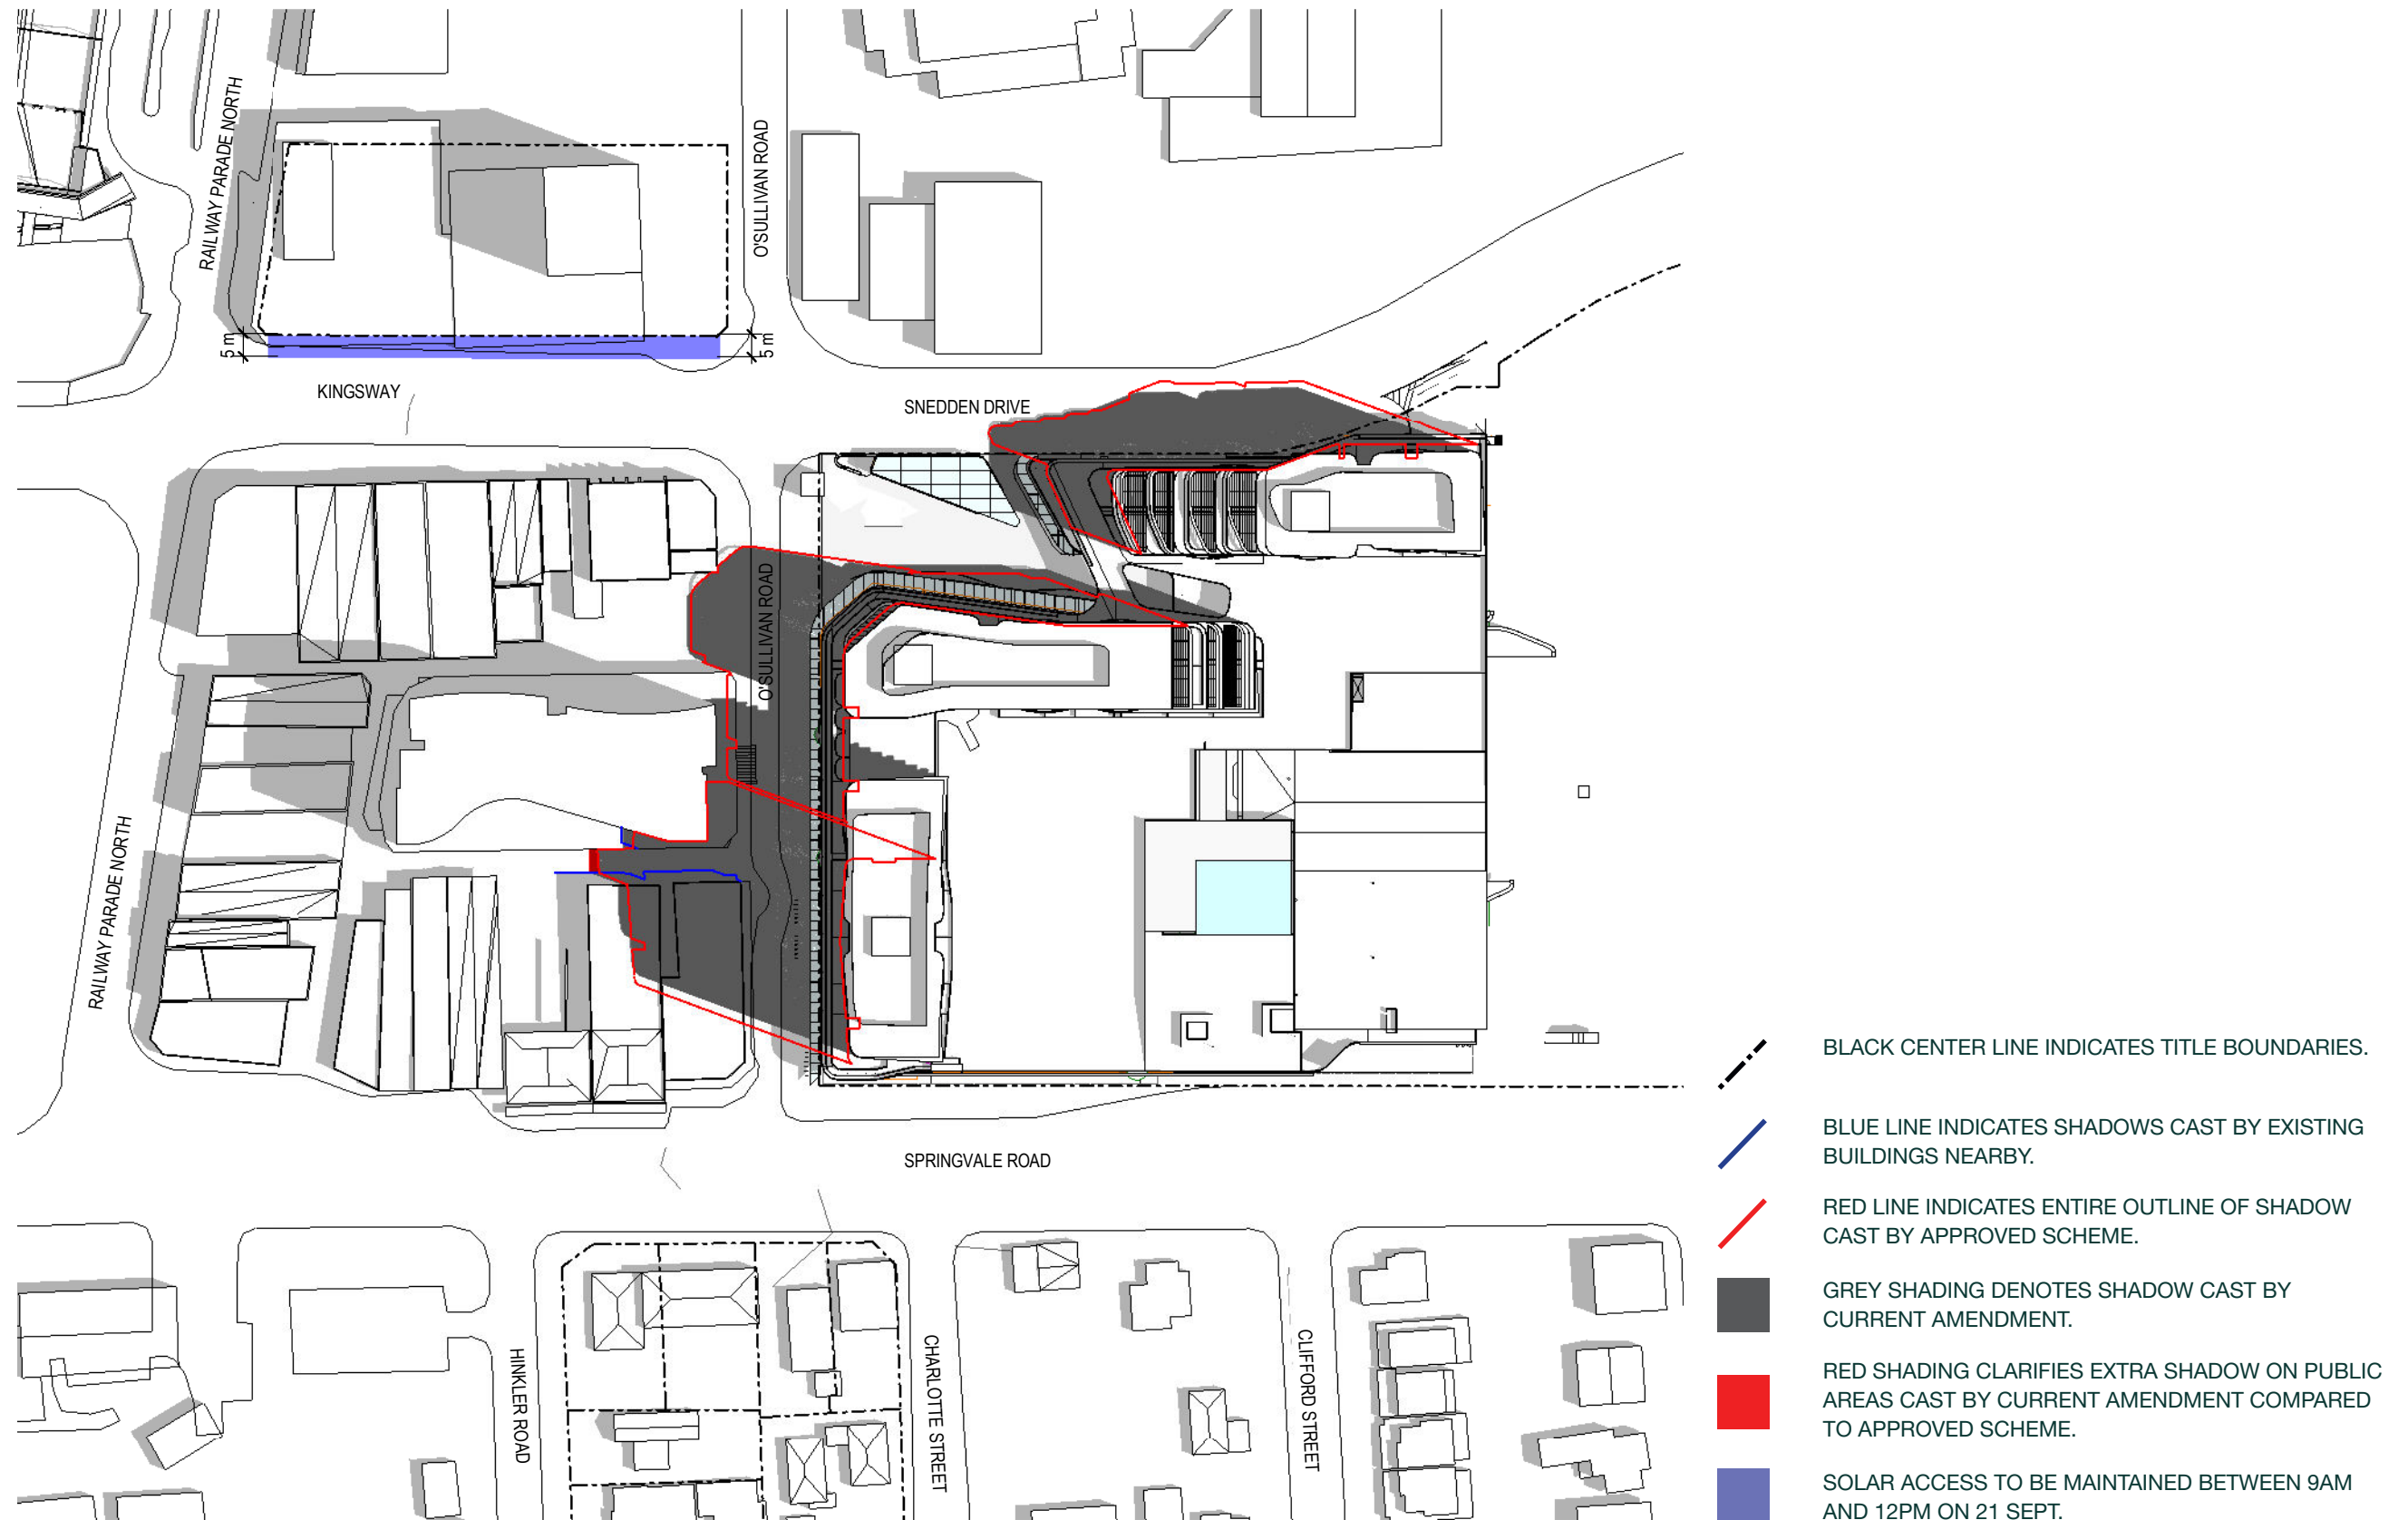 RAILWAY PARADE NORTH
O'SULLIVAN ROAD
5 m
5 m
KINGSWAY
SNEDDEN DRIVE
O'SULLIVAN ROAD
RAILWAY PARADE NORTH
SPRINGVALE ROAD
HINKLER ROAD
CHARLOTTE STREET
CLIFFORD STREET
BLACK CENTER LINE INDICATES TITLE BOUNDARIES.
BLUE LINE INDICATES SHADOWS CAST BY EXISTING
BUILDINGS NEARBY.
RED LINE INDICATES ENTIRE OUTLINE OF SHADOW
CAST BY APPROVED SCHEME.
GREY SHADING DENOTES SHADOW CAST BY
CURRENT AMENDMENT.
RED SHADING CLARIFIES EXTRA SHADOW ON PUBLIC
AREAS CAST BY CURRENT AMENDMENT COMPARED
TO APPROVED SCHEME.
SOLAR ACCESS TO BE MAINTAINED BETWEEN 9AM
AND 12PM ON 21 SEPT.